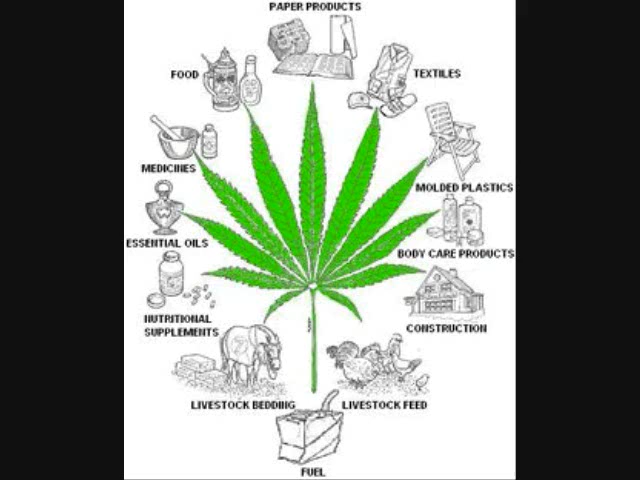 PAPER PRODUCTS
FOOD
TEXTILES
MEDICINES
MOLDED PLASTICS
ESSENTIAL OILS
BODY CARE PRODUCTS
NUTRITIONAL
SUPPLEMENTS
CONSTRUCTION
LIVESTOCK BEDDING
LIVESTOCK FEED
FUEL